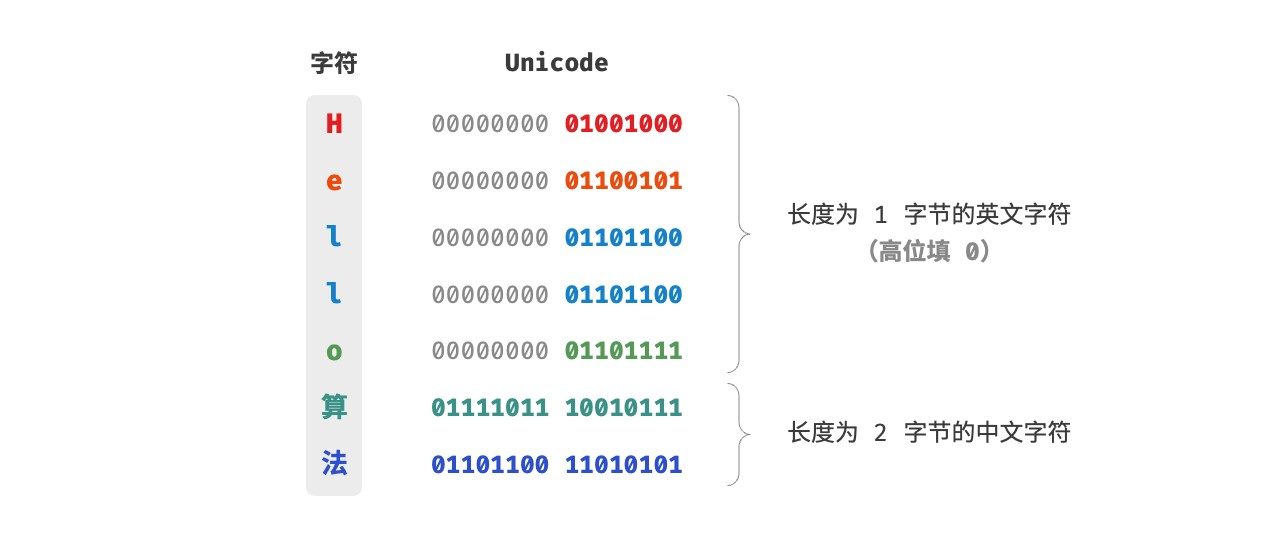 字符 Unicode
H 00000000 01001000
e 00000000 01100101
l 00000000 01101100
l 00000000 01101100
o 00000000 01101111
长度为 1 字节的英文字符
（高位填 0）
算 01111011 10010111
法 01101100 11010101
长度为 2 字节的中文字符